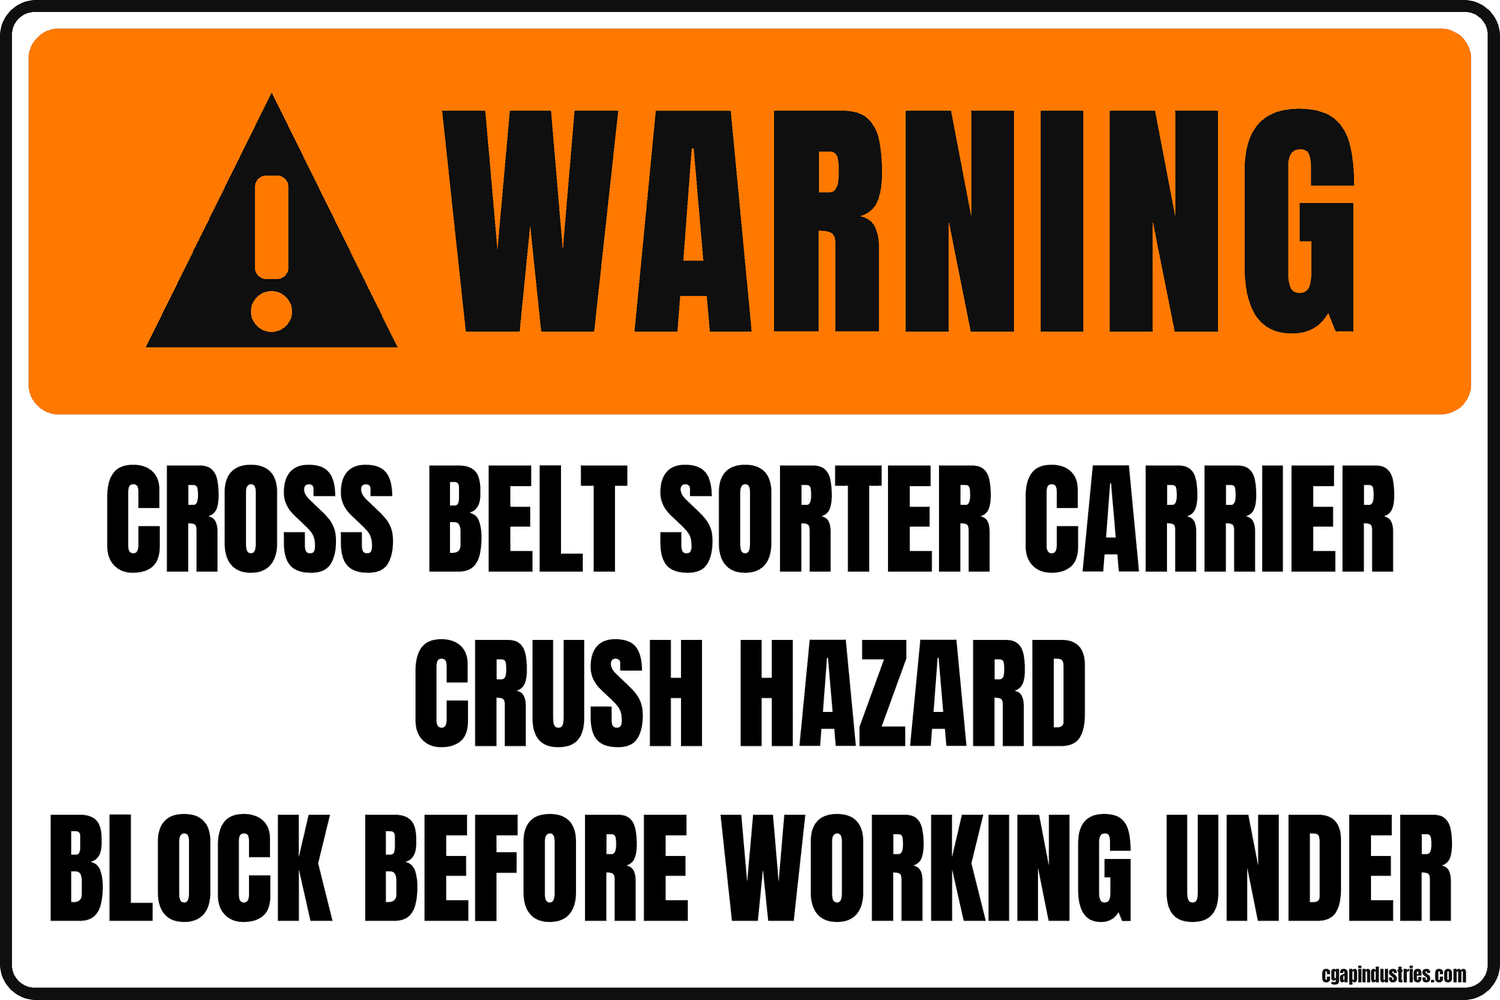 WARNING
CROSS BELT SORTER CARRIER
CRUSH HAZARD
BLOCK BEFORE WORKING UNDER
cgapindustries.com